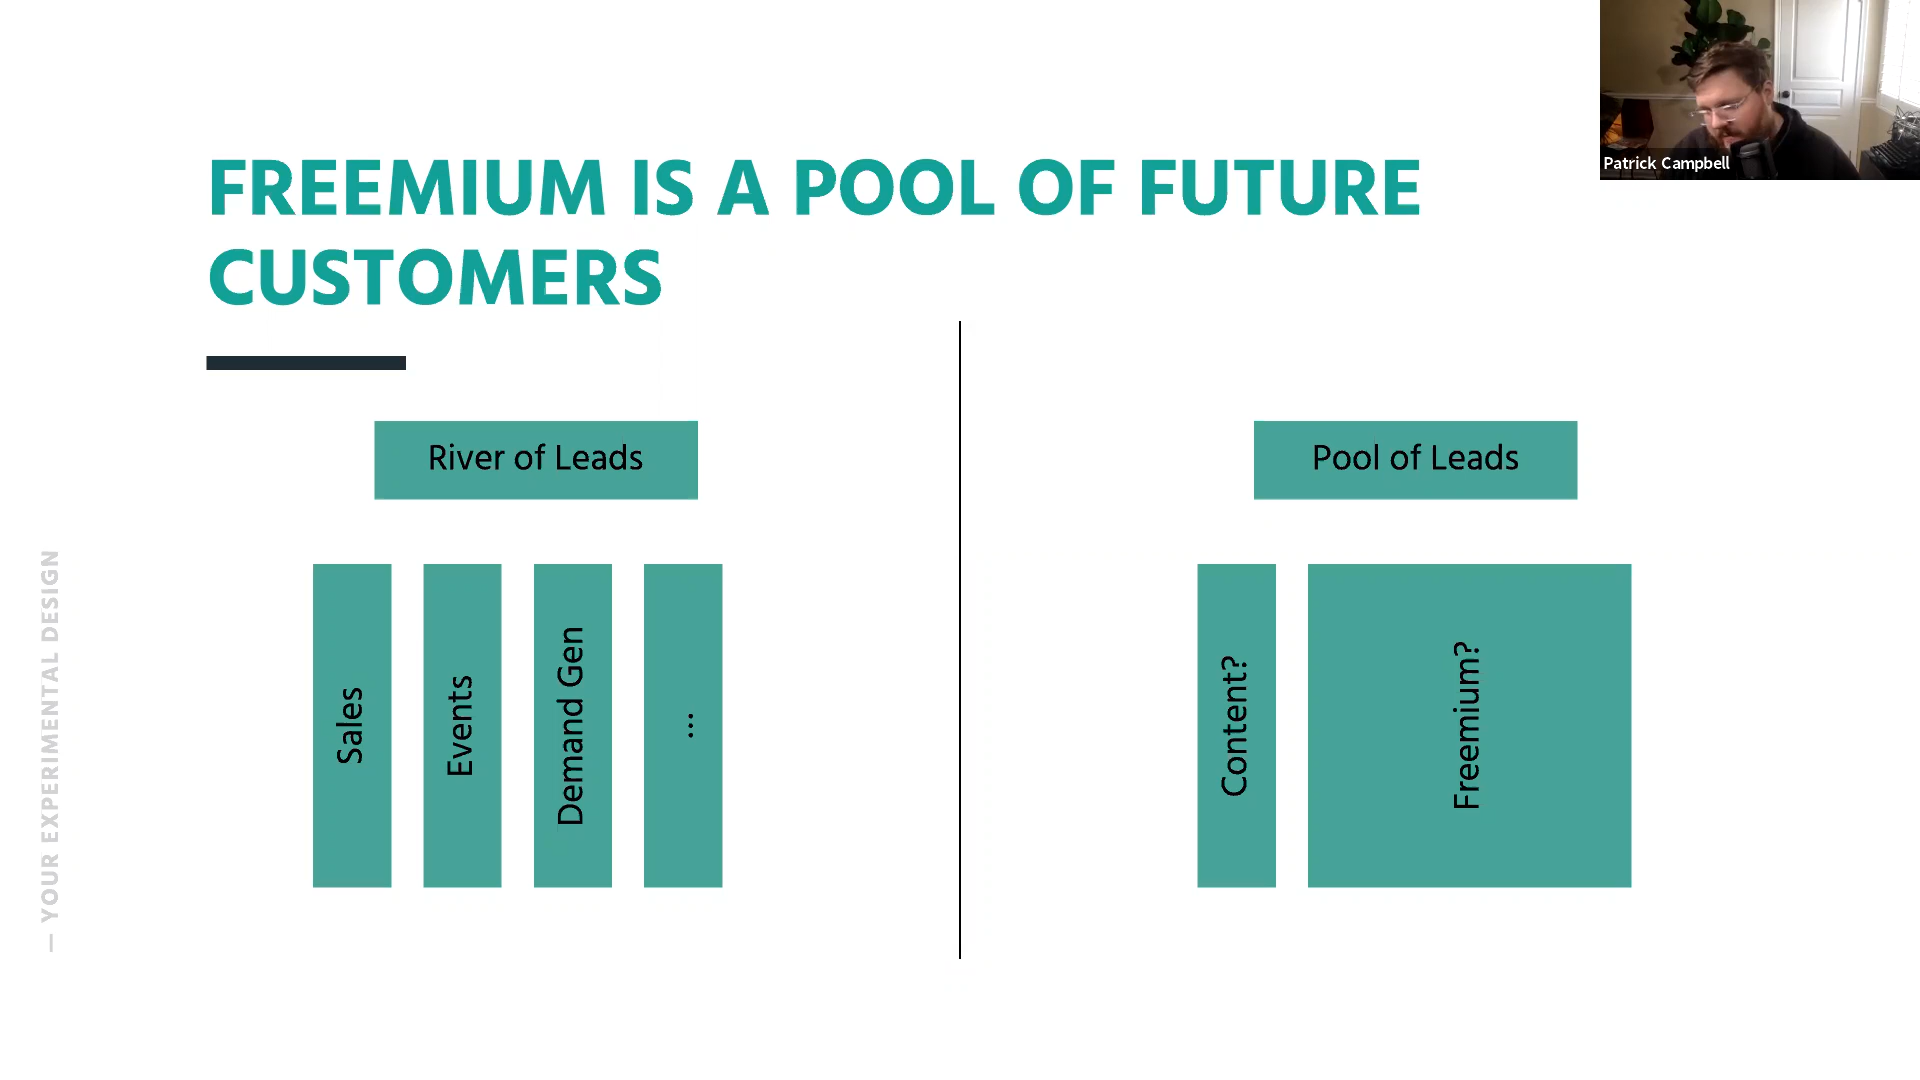 FREEMIUM IS A POOL OF FUTURE
CUSTOMERS
Patrick Campbell
River of Leads
Sales
Events
Demand Gen
...
Pool of Leads
Content?
Freemium?
— YOUR EXPERIMENTAL DESIGN